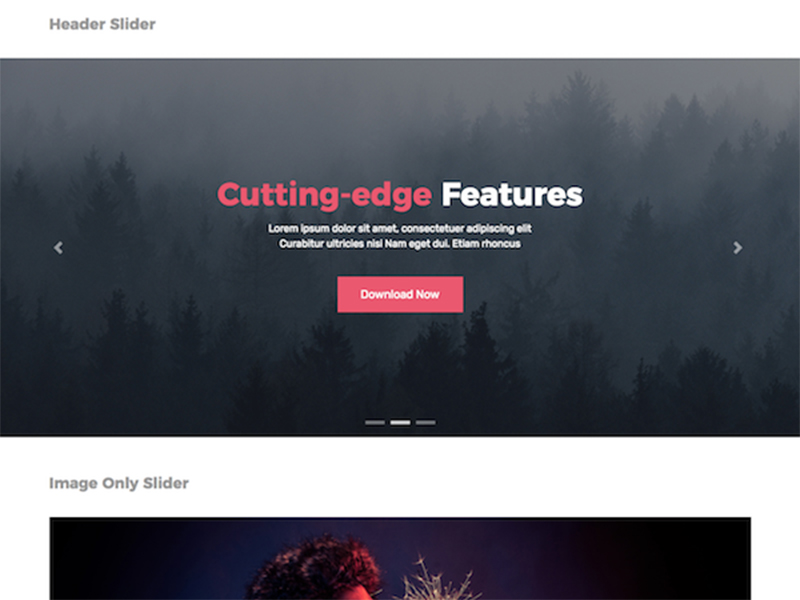 Header Slider
Cutting-edge Features
Lorem ipsum dolor sit amet, consectetuer adipiscing elit
Curabitur ultricies nisi Nam eget dui. Etiam rhoncus
Download Now
Image Only Slider